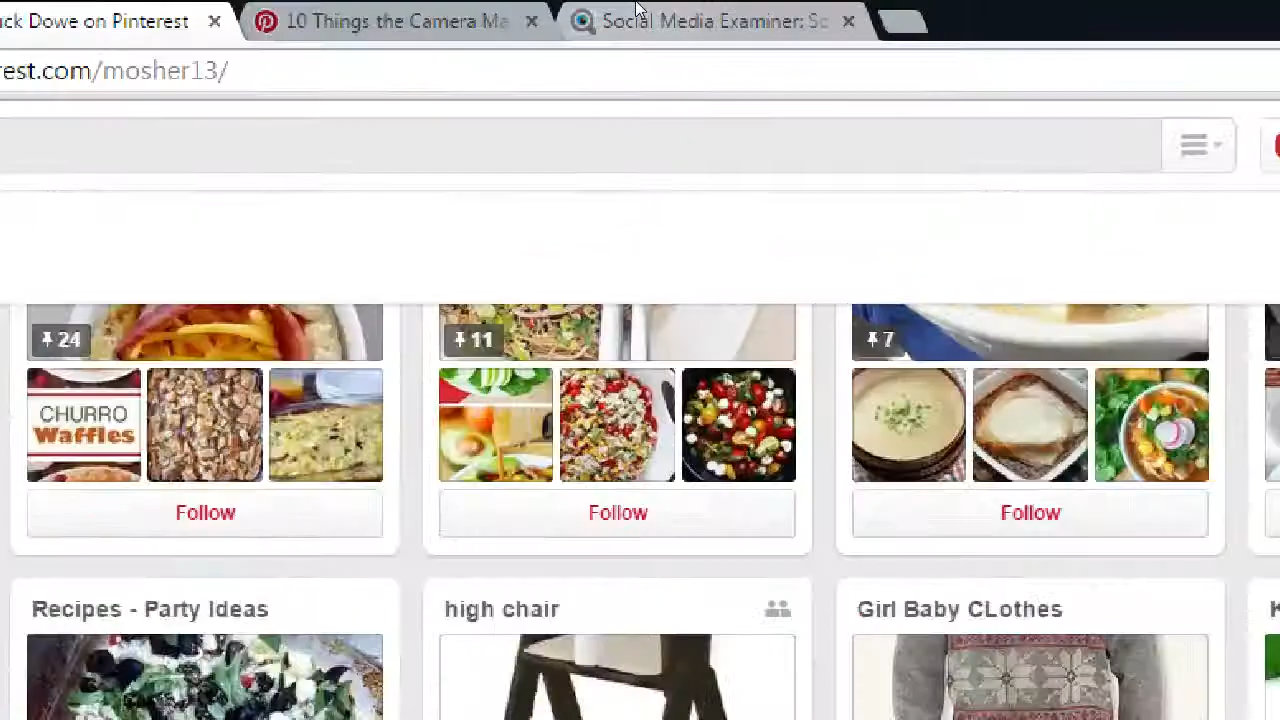 ck Dowe on Pinterest
10 Things the Camera Ma
Social Media Examiner: Sc
rest.com/mosher13/
24
11
7
CHURRO
Waffles
Follow
Follow
Follow
Recipes - Party Ideas
high chair
Girl Baby CLothes